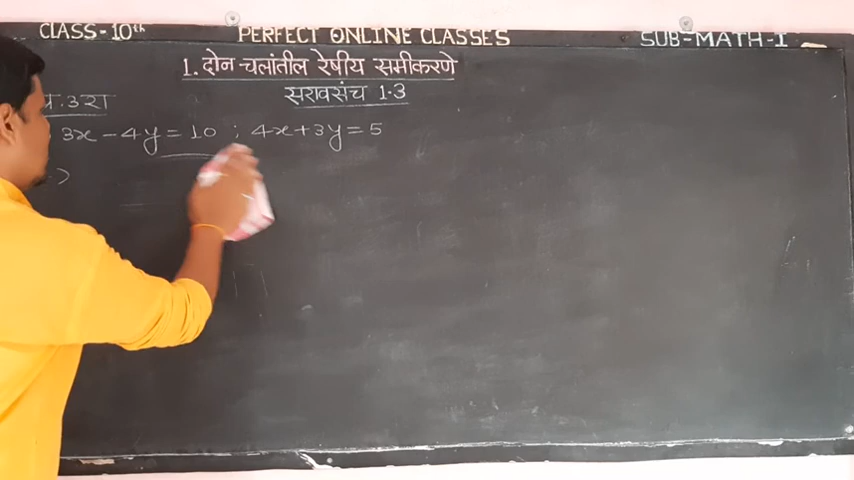 CLASS-10th PERFECT ONLINE CLASSES SUB-MATH-I
1. दोन चलांतील रेषीय समीकरणे
सरावसंच 1.3
प्र.3रा
3x - 4y = 10 ; 4x + 3y = 5